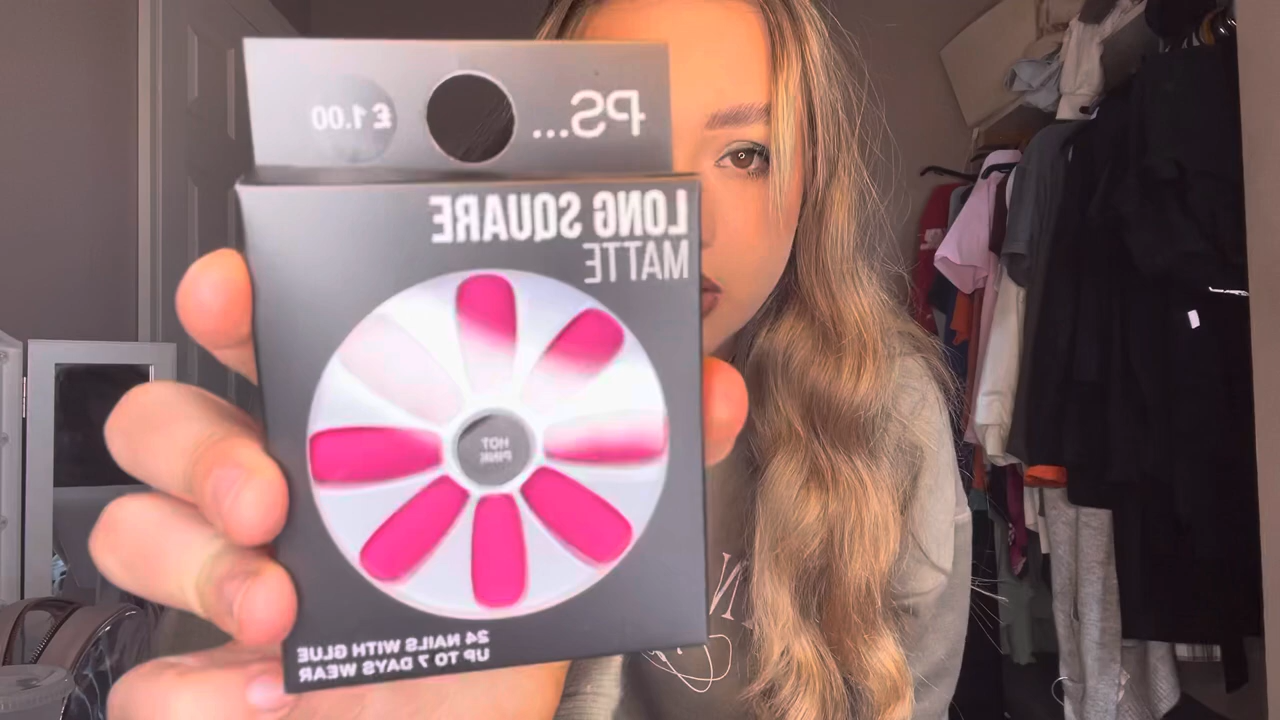 PS...
£1.00
LONG SQUARE
MATTE
HOT
PINK
24 NAILS WITH GLUE
UP TO 7 DAYS WEAR